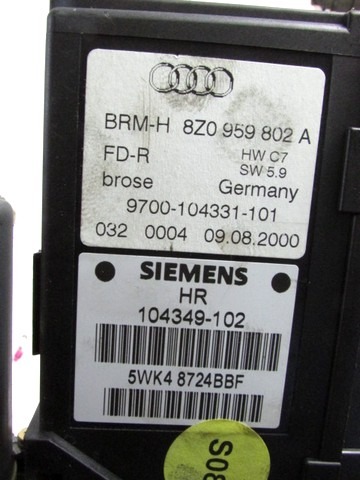 BRM-H 8Z0 959 802 A
FD-R HW C7
SW 5.9
brose Germany
9700-104331-101
032 0004 09.08.2000
SIEMENS
HR
104349-102
5WK4 8724BBF
S08